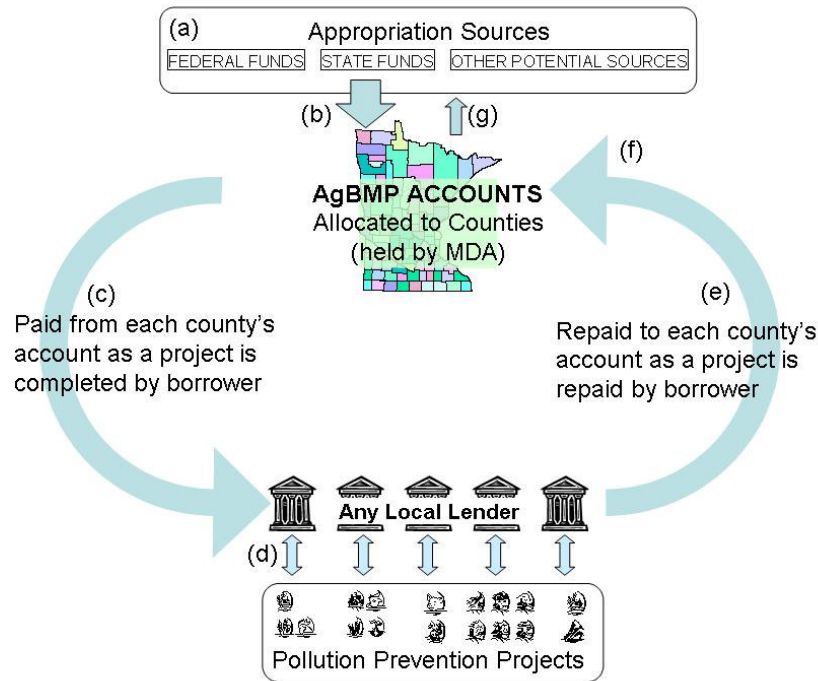 (a)
Appropriation Sources
FEDERAL FUNDS STATE FUNDS OTHER POTENTIAL SOURCES
(b)
(g)
(f)
AgBMP ACCOUNTS
Allocated to Counties
(held by MDA)
(c)
Paid from each county's
account as a project is
completed by borrower
(e)
Repaid to each county's
account as a project is
repaid by borrower
Any Local Lender
(d)
Pollution Prevention Projects